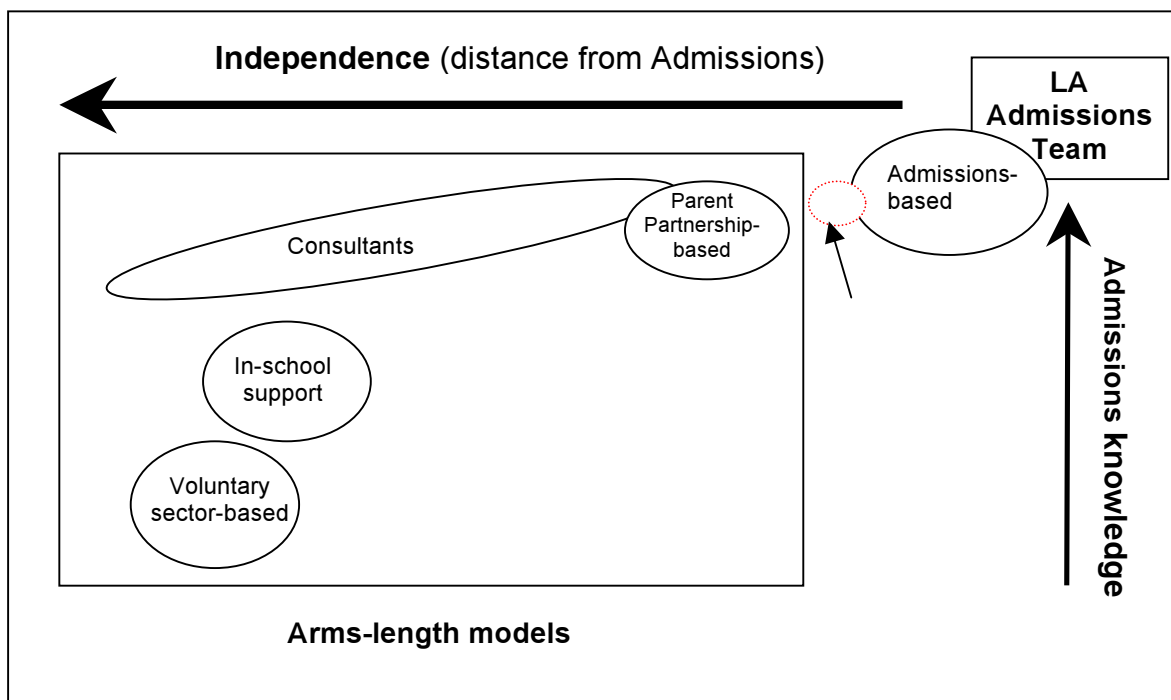 Independence (distance from Admissions)
LA
Admissions
Team
Admissions-
based
Parent
Partnership-
based
Consultants
In-school
support
Voluntary
sector-based
Admissions knowledge
Arms-length models